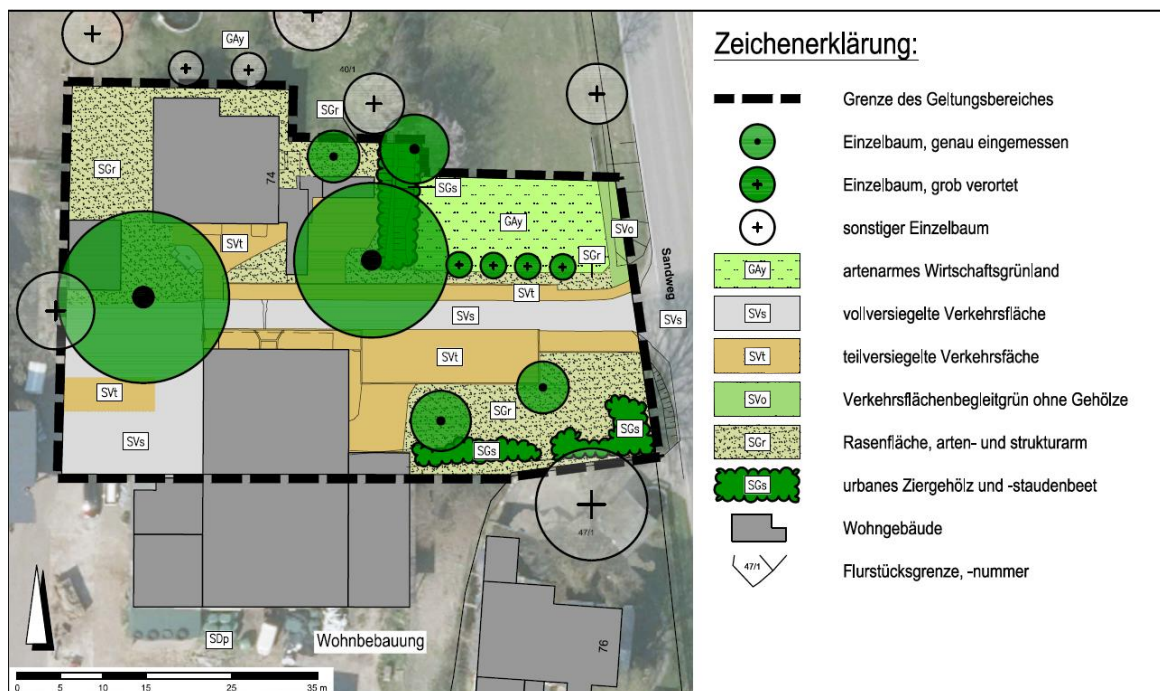 GAy
40/1
SGr
SGr
74
SGs
GAy
SVo
SVt
SGr
Sandweg
SVt
SVs
SVs
SVt
SVt
SVs
SGr
SGs
SGs
47/1
SDp
Wohnbebauung
76
0 5 10 15 25 35 m
Zeichenerklärung:
Grenze des Geltungsbereiches
Einzelbaum, genau eingemessen
Einzelbaum, grob verortet
sonstiger Einzelbaum
GAy artenarmes Wirtschaftsgrünland
SVs vollversiegelte Verkehrsfläche
SVt teilversiegelte Verkehrsfäche
SVo Verkehrsflächenbegleitgrün ohne Gehölze
SGr Rasenfläche, arten- und strukturarm
SGs urbanes Ziergehölz und -staudenbeet
Wohngebäude
47/1 Flurstücksgrenze, -nummer